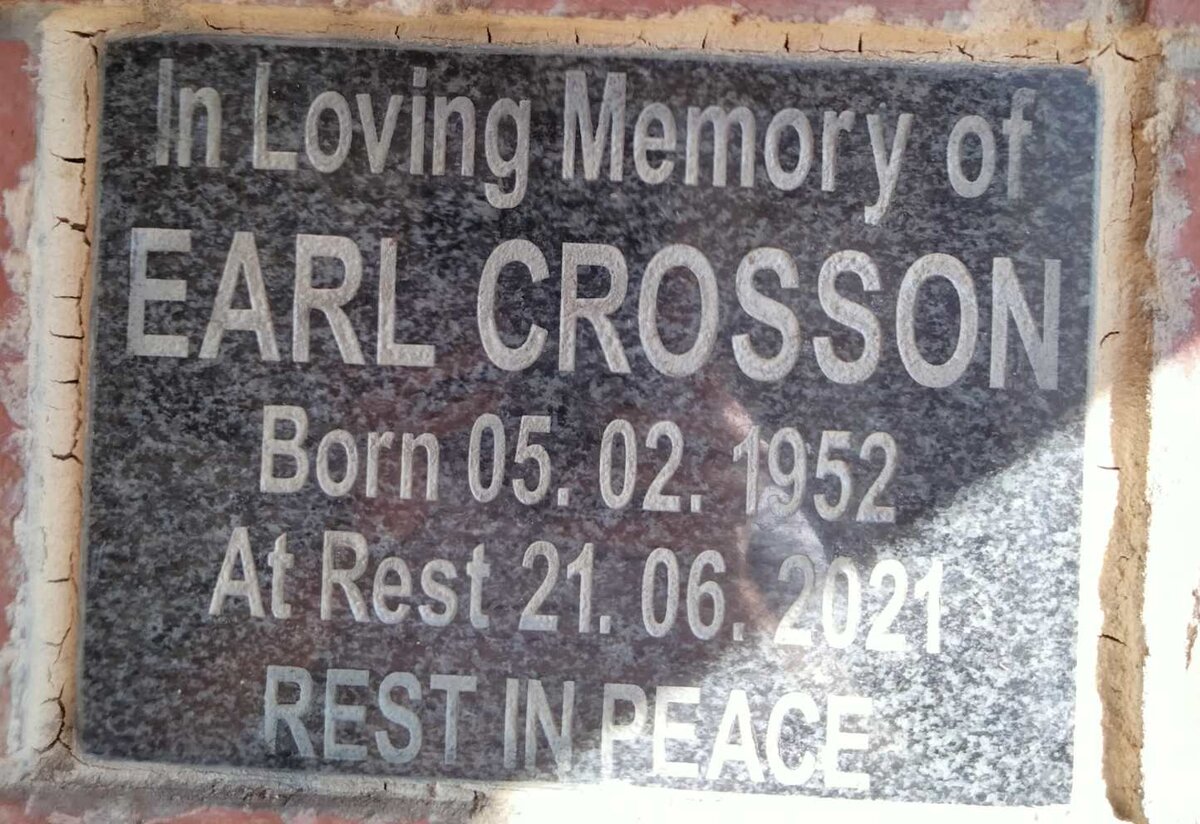 In Loving Memory of
EARL CROSSON
Born 05. 02. 1952
At Rest 21. 06. 2021
REST IN PEACE